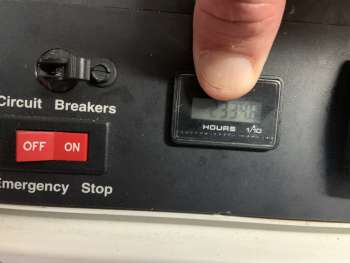 Circuit Breakers
HOURS 1/10
OFF ON
Emergency Stop